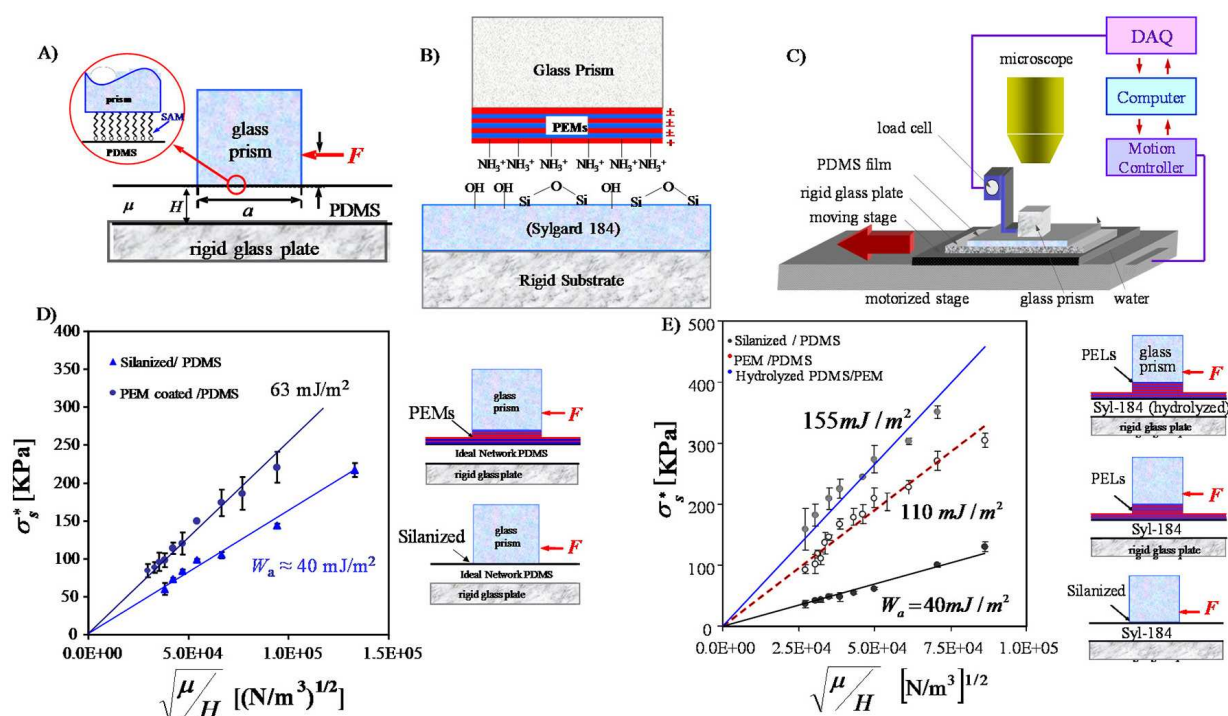 A)
prism
SAM
PDMS
glass
prism
F
μ
H
a
PDMS
rigid glass plate
B)
Glass Prism
PEMs
±
±
±
±
NH3+ NH3+ NH3+ NH3+ NH3+ NH3+
OH OH O OH O
Si Si Si Si
(Sylgard 184)
Rigid Substrate
C)
DAQ
microscope
Computer
load cell
Motion
Controller
PDMS film
rigid glass plate
moving stage
motorized stage
glass prism
water
D)
σs* [KPa]
400
350
300
250
200
150
100
50
0
Silanized/ PDMS
PEM coated /PDMS
63 mJ/m2
Wa ≈ 40 mJ/m2
0.0E+00 5.0E+04 1.0E+05 1.5E+05
√μ/H [(N/m3)1/2]
glass
prism
PEMs
F
Ideal Network PDMS
rigid glass plate
glass
prism
Silanized
F
Ideal Network PDMS
rigid glass plate
E)
σs* [KPa]
500
400
300
200
100
0
Silanized / PDMS
PEM /PDMS
Hydrolyzed PDMS/PEM
155mJ / m2
110 mJ / m2
Wa = 40mJ / m2
0.0E+00 2.5E+04 5.0E+04 7.5E+04 1.0E+05
√μ/H [N/m3]1/2
PELs
glass
prism
F
Syl-184 (hydrolyzed)
rigid glass plate
PELs
F
Syl-184
rigid glass plate
Silanized
F
Syl-184
rigid glass plate